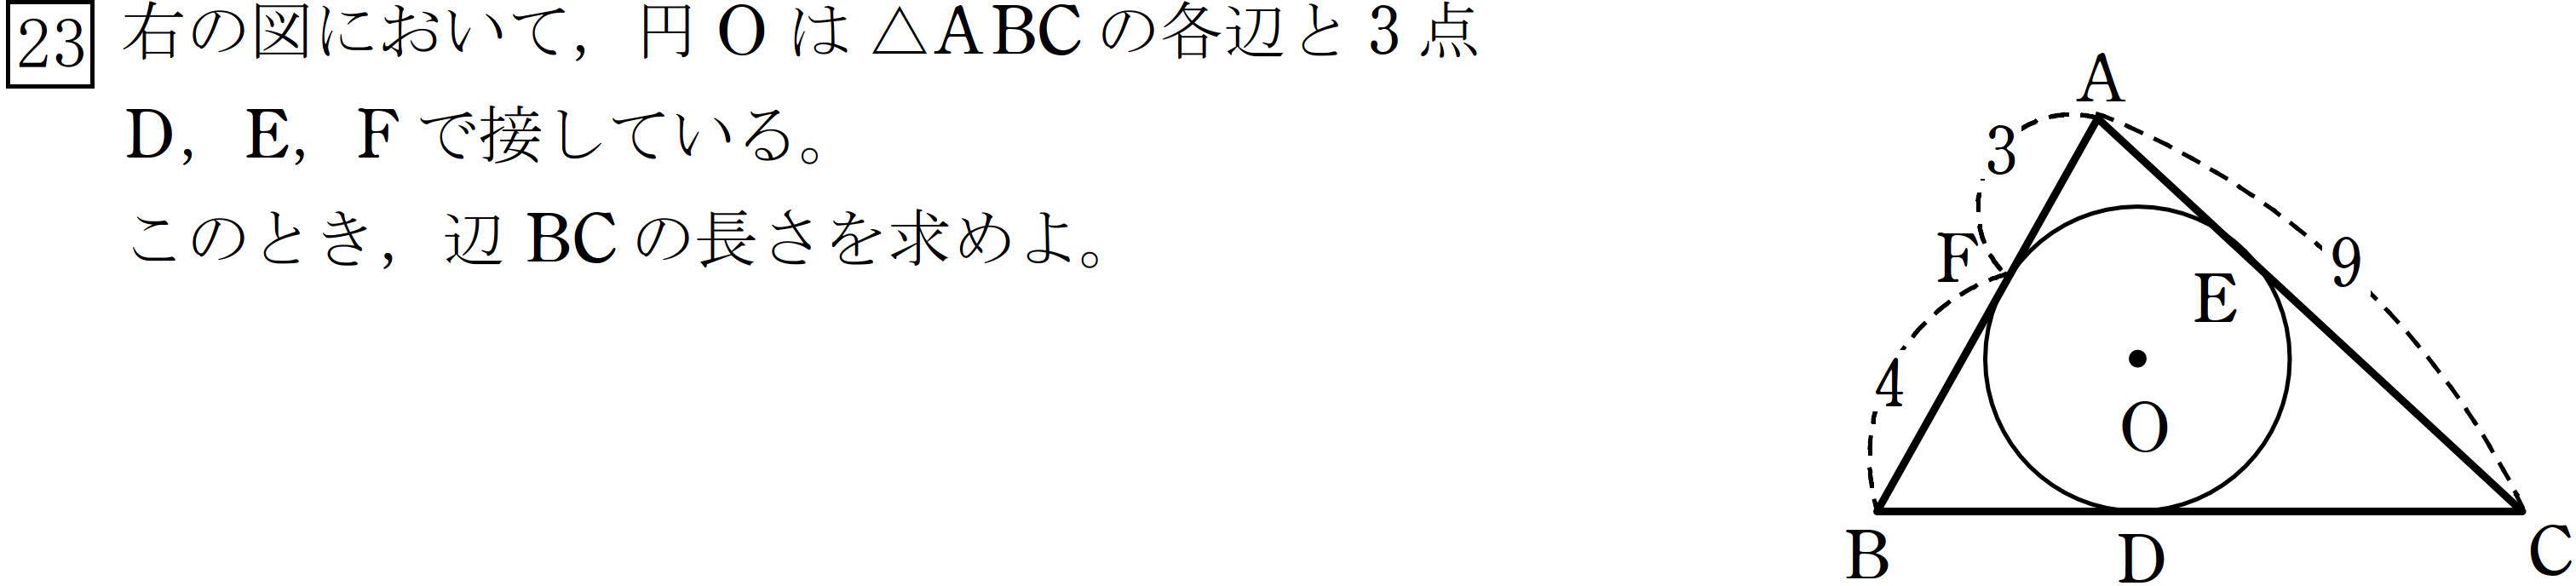 23 右の図において，円 O は △ABC の各辺と 3 点
D，E，F で接している。
このとき，辺 BC の長さを求めよ。
A
3
F
9
E
4
O
B
D
C